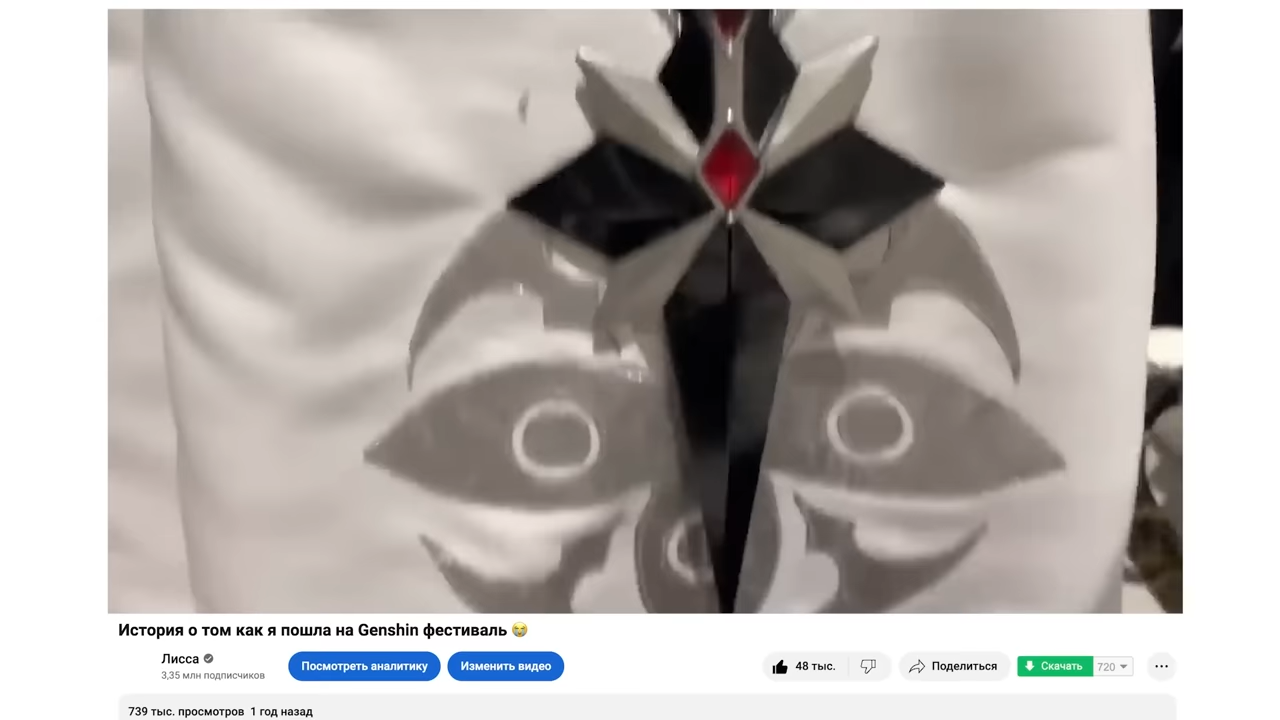 История о том как я пошла на Genshin фестиваль 😭
Лисса
3,35 млн подписчиков
Посмотреть аналитику
Изменить видео
48 тыс.
Поделиться
Скачать
720
739 тыс. просмотров 1 год назад